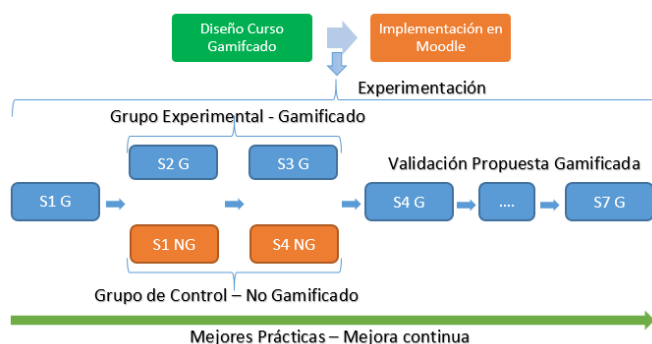 Diseño Curso
Gamifcado
Implementación en
Moodle
Experimentación
Grupo Experimental - Gamificado
S2 G
S3 G
Validación Propuesta Gamificada
S1 G
S4 G
....
S7 G
S1 NG
S4 NG
Grupo de Control – No Gamificado
Mejores Prácticas – Mejora continua